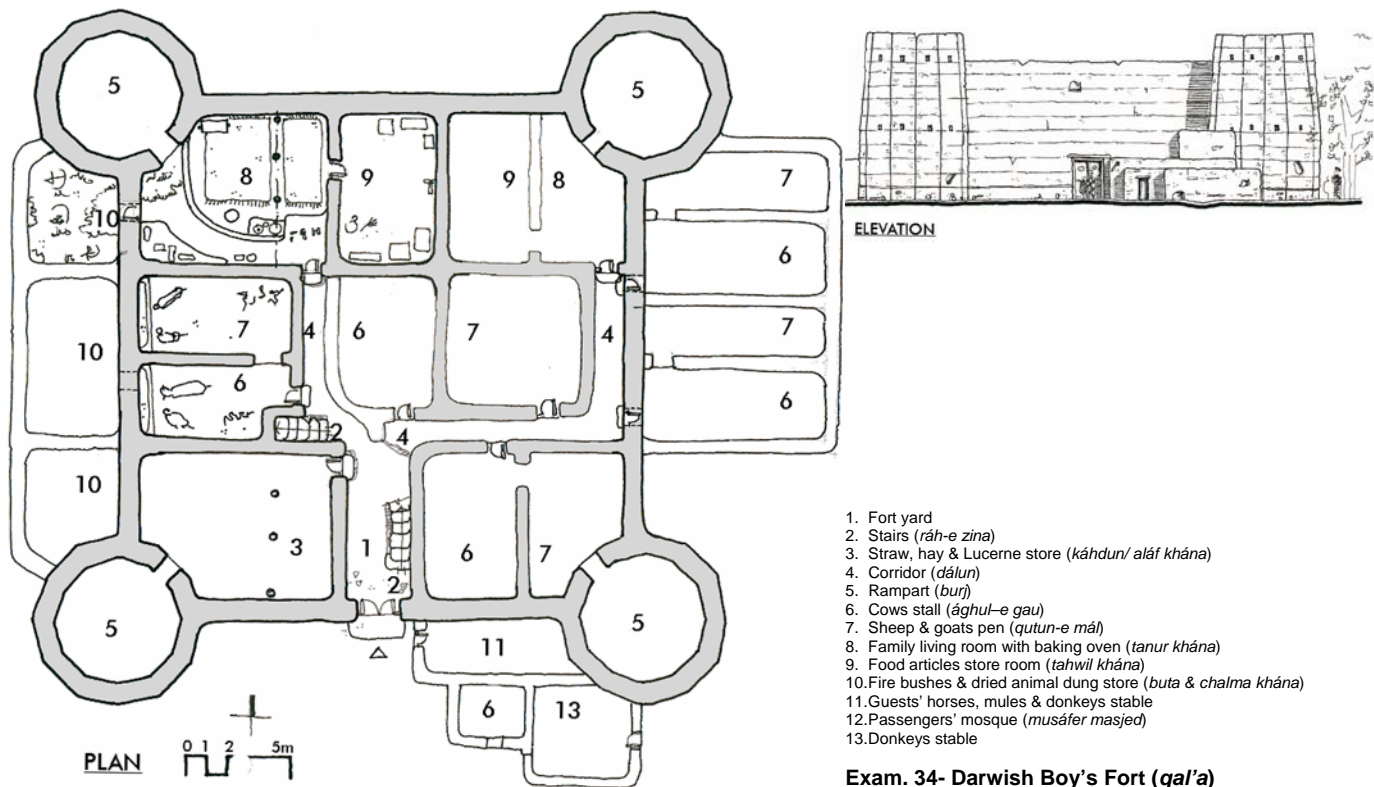 5
5
8
9
9
8
7
10
6
7
4
6
7
4
7
10
6
6
2
4
10
3
1
6
7
2
5
5
11
6
13
PLAN
0 1 2 5m
ELEVATION
1. Fort yard
2. Stairs (ráh-e zina)
3. Straw, hay & Lucerne store (káhdun/ aláf khána)
4. Corridor (dálun)
5. Rampart (burj)
6. Cows stall (ághul–e gau)
7. Sheep & goats pen (qutun-e mál)
8. Family living room with baking oven (tanur khána)
9. Food articles store room (tahwil khána)
10.Fire bushes & dried animal dung store (buta & chalma khána)
11.Guests' horses, mules & donkeys stable
12.Passengers' mosque (musáfer masjed)
13.Donkeys stable
Exam. 34- Darwish Boy's Fort (qal'a)